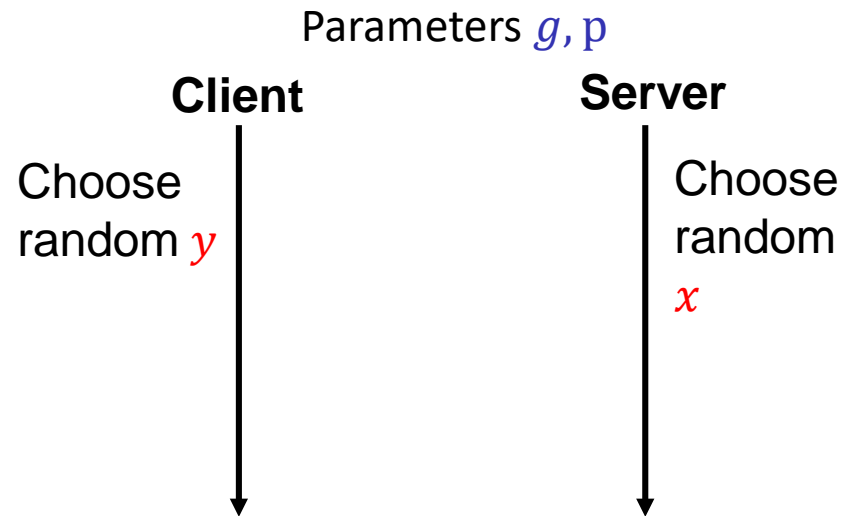 Parameters g, p
Client
Server
Choose
random y
Choose
random
x